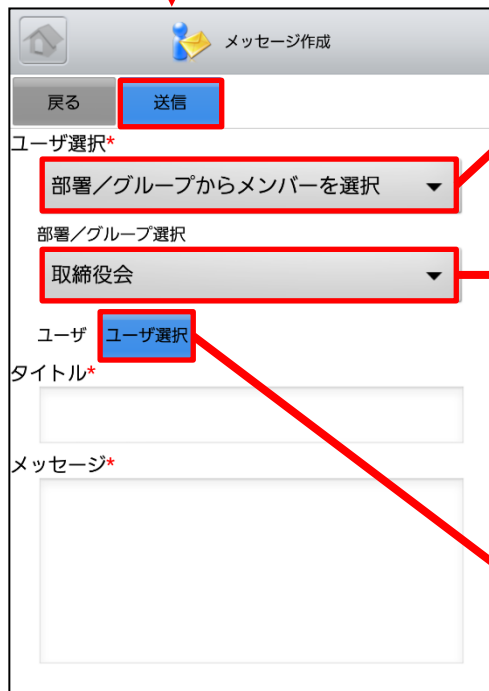 メッセージ作成
戻る 送信
ユーザ選択*
部署／グループからメンバーを選択
部署／グループ選択
取締役会
ユーザ ユーザ選択
タイトル*
メッセージ*